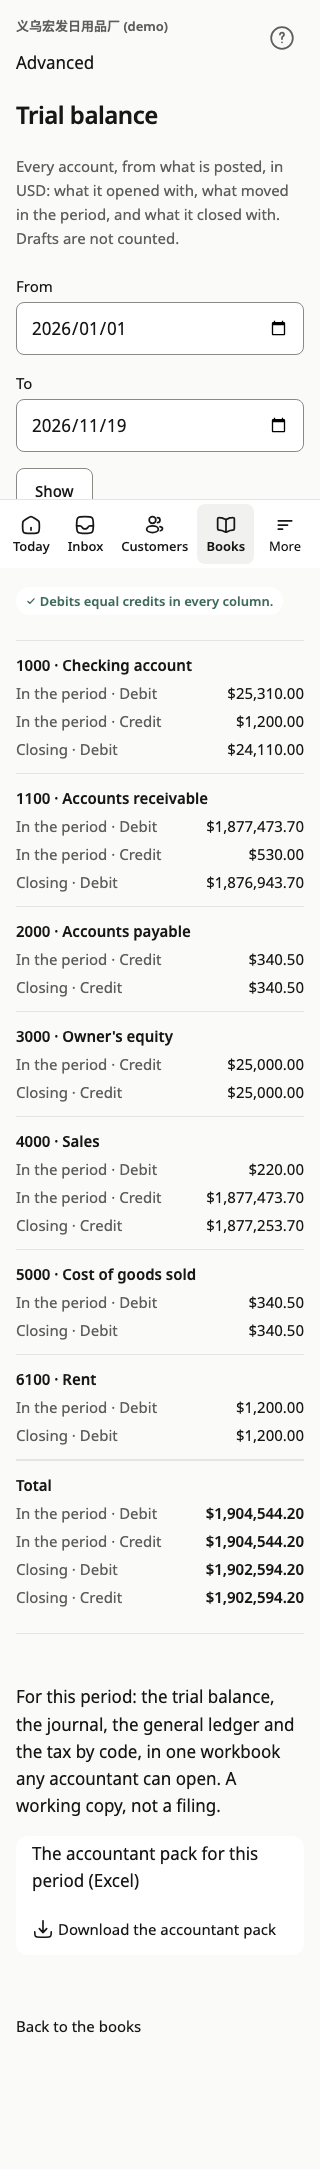 义乌宏发日用品厂 (demo)
Advanced
Trial balance
Every account, from what is posted, in
USD: what it opened with, what moved
in the period, and what it closed with.
Drafts are not counted.
From
2026/01/01
To
2026/11/19
Show
Today Inbox Customers Books More
Debits equal credits in every column.
1000 · Checking account
In the period · Debit $25,310.00
In the period · Credit $1,200.00
Closing · Debit $24,110.00
1100 · Accounts receivable
In the period · Debit $1,877,473.70
In the period · Credit $530.00
Closing · Debit $1,876,943.70
2000 · Accounts payable
In the period · Credit $340.50
Closing · Credit $340.50
3000 · Owner's equity
In the period · Credit $25,000.00
Closing · Credit $25,000.00
4000 · Sales
In the period · Debit $220.00
In the period · Credit $1,877,473.70
Closing · Credit $1,877,253.70
5000 · Cost of goods sold
In the period · Debit $340.50
Closing · Debit $340.50
6100 · Rent
In the period · Debit $1,200.00
Closing · Debit $1,200.00
Total
In the period · Debit $1,904,544.20
In the period · Credit $1,904,544.20
Closing · Debit $1,902,594.20
Closing · Credit $1,902,594.20
For this period: the trial balance,
the journal, the general ledger and
the tax by code, in one workbook
any accountant can open. A
working copy, not a filing.
The accountant pack for this
period (Excel)
Download the accountant pack
Back to the books